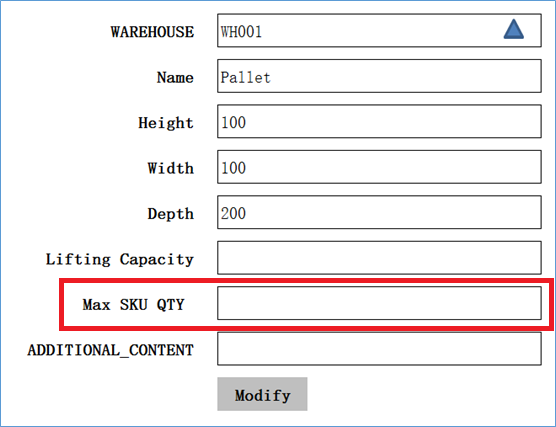 WAREHOUSE WH001
Name Pallet
Height 100
Width 100
Depth 200
Lifting Capacity
Max SKU QTY
ADDITIONAL_CONTENT
Modify